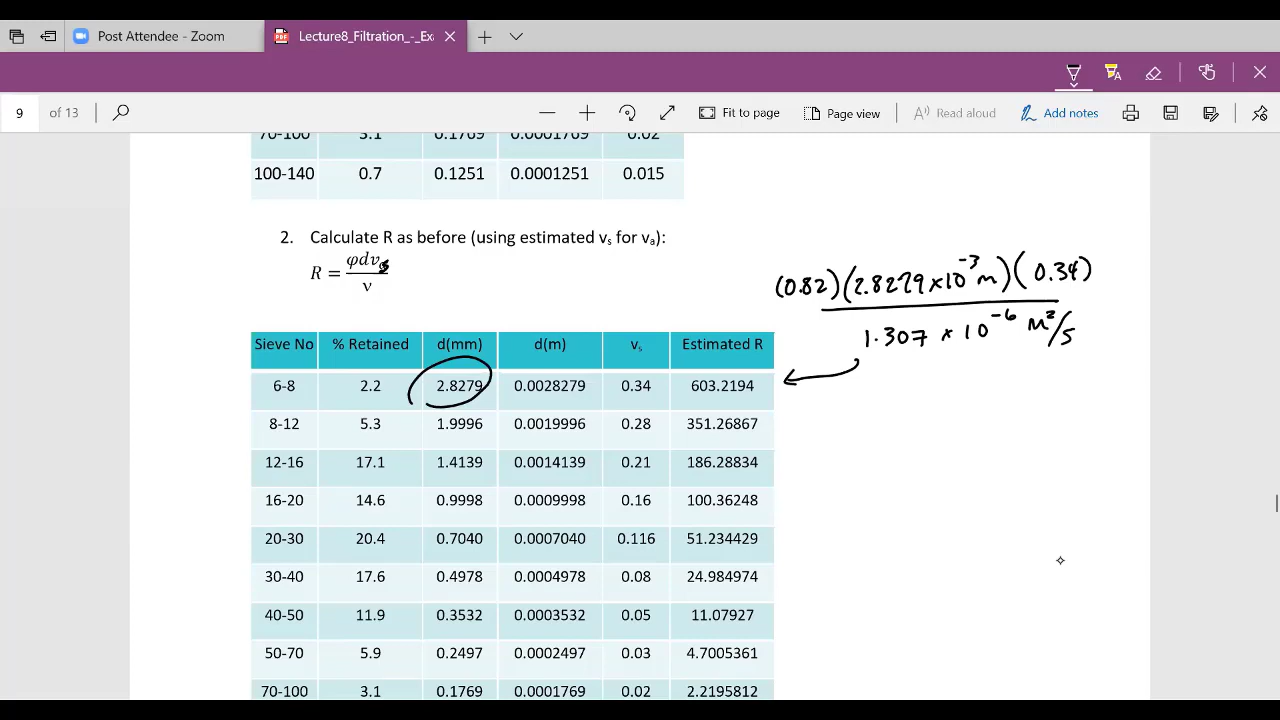 Post Attendee - Zoom
Lecture8_Filtration_-_Exa
9 of 13
Fit to page
Page view
Read aloud
Add notes
70-100 3.1 0.1769 0.0001769 0.02
100-140 0.7 0.1251 0.0001251 0.015
2. Calculate R as before (using estimated vs for va):
R = φdvs / ν
(0.82)(2.8279 x 10^-3 m)(0.34)
1.307 x 10^-6 m²/s
Sieve No % Retained d(mm) d(m) vs Estimated R
6-8 2.2 2.8279 0.0028279 0.34 603.2194
8-12 5.3 1.9996 0.0019996 0.28 351.26867
12-16 17.1 1.4139 0.0014139 0.21 186.28834
16-20 14.6 0.9998 0.0009998 0.16 100.36248
20-30 20.4 0.7040 0.0007040 0.116 51.234429
30-40 17.6 0.4978 0.0004978 0.08 24.984974
40-50 11.9 0.3532 0.0003532 0.05 11.07927
50-70 5.9 0.2497 0.0002497 0.03 4.7005361
70-100 3.1 0.1769 0.0001769 0.02 2.2195812